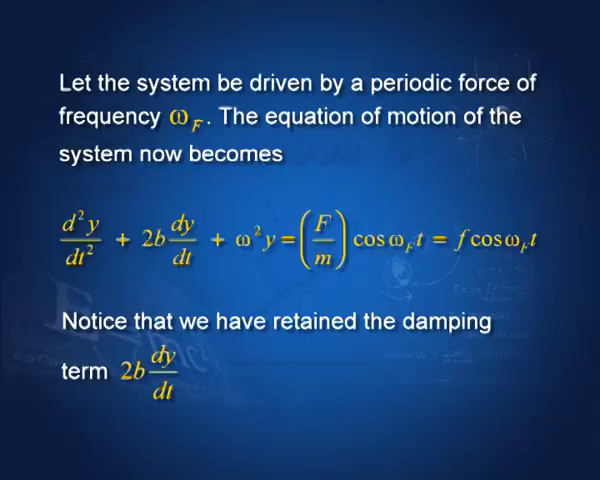 Let the system be driven by a periodic force of
frequency ω_F. The equation of motion of the
system now becomes
d²y/dt² + 2b dy/dt + ω²y = (F/m) cos ω_F t = f cos ω_F t
Notice that we have retained the damping
term 2b dy/dt